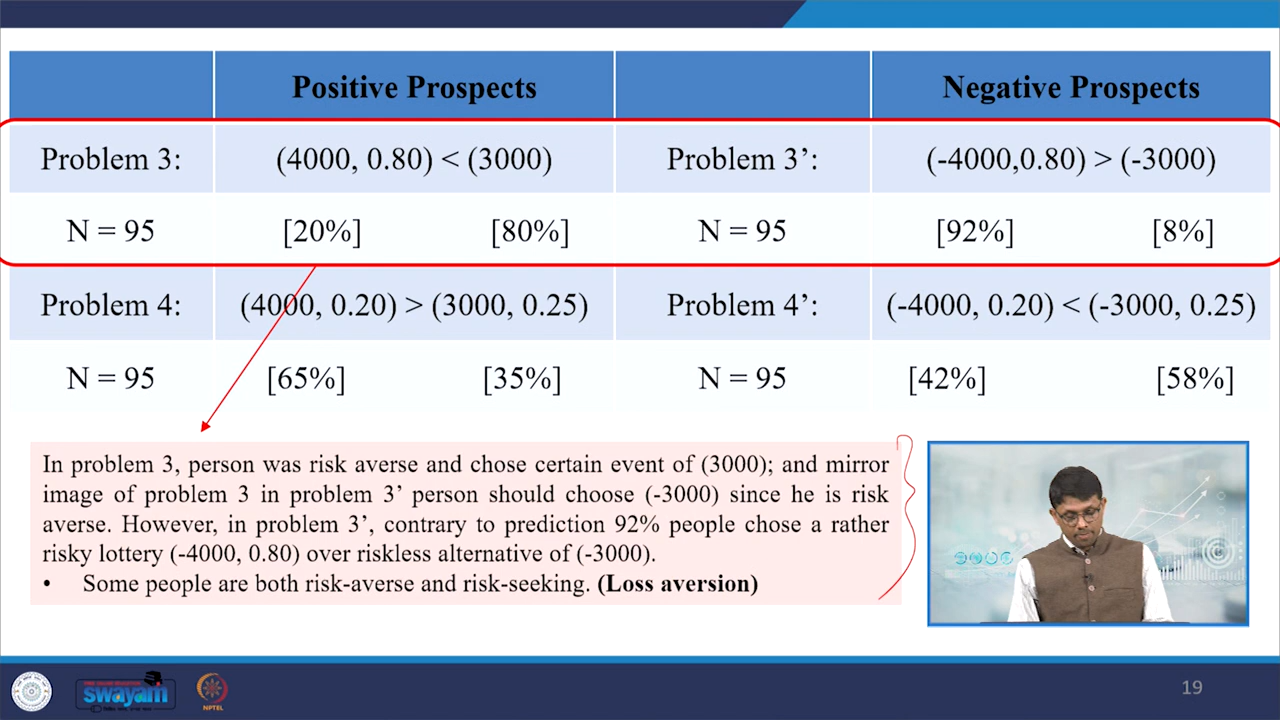 Positive Prospects Negative Prospects
Problem 3: (4000, 0.80) < (3000) Problem 3’: (-4000,0.80) > (-3000)
N = 95 [20%] [80%] N = 95 [92%] [8%]
Problem 4: (4000, 0.20) > (3000, 0.25) Problem 4’: (-4000, 0.20) < (-3000, 0.25)
N = 95 [65%] [35%] N = 95 [42%] [58%]
In problem 3, person was risk averse and chose certain event of (3000); and mirror
image of problem 3 in problem 3’ person should choose (-3000) since he is risk
averse. However, in problem 3’, contrary to prediction 92% people chose a rather
risky lottery (-4000, 0.80) over riskless alternative of (-3000).
• Some people are both risk-averse and risk-seeking. (Loss aversion)
swayam
NPTEL
19